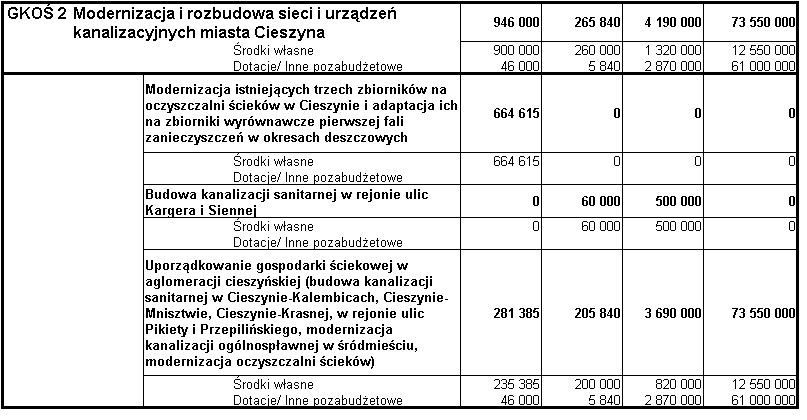 GKOŚ 2 Modernizacja i rozbudowa sieci i urządzeń
kanalizacyjnych miasta Cieszyna
946 000 265 840 4 190 000 73 550 000
Środki własne 900 000 260 000 1 320 000 12 550 000
Dotacje/ Inne pozabudżetowe 46 000 5 840 2 870 000 61 000 000
Modernizacja istniejących trzech zbiorników na
oczyszczalni ścieków w Cieszynie i adaptacja ich
na zbiorniki wyrównawcze pierwszej fali
zanieczyszczeń w okresach deszczowych
664 615 0 0 0
Środki własne 664 615 0 0 0
Dotacje/ Inne pozabudżetowe
Budowa kanalizacji sanitarnej w rejonie ulic
Kargera i Siennej
0 60 000 500 000 0
Środki własne 0 60 000 500 000 0
Dotacje/ Inne pozabudżetowe
Uporządkowanie gospodarki ściekowej w
aglomeracji cieszyńskiej (budowa kanalizacji
sanitarnej w Cieszynie-Kalembicach, Cieszynie-
Mnisztwie, Cieszynie-Krasnej, w rejonie ulic
Pikiety i Przepilińskiego, modernizacja
kanalizacji ogólnospławnej w śródmieściu,
modernizacja oczyszczalni ścieków)
281 385 205 840 3 690 000 73 550 000
Środki własne 235 385 200 000 820 000 12 550 000
Dotacje/ Inne pozabudżetowe 46 000 5 840 2 870 000 61 000 000